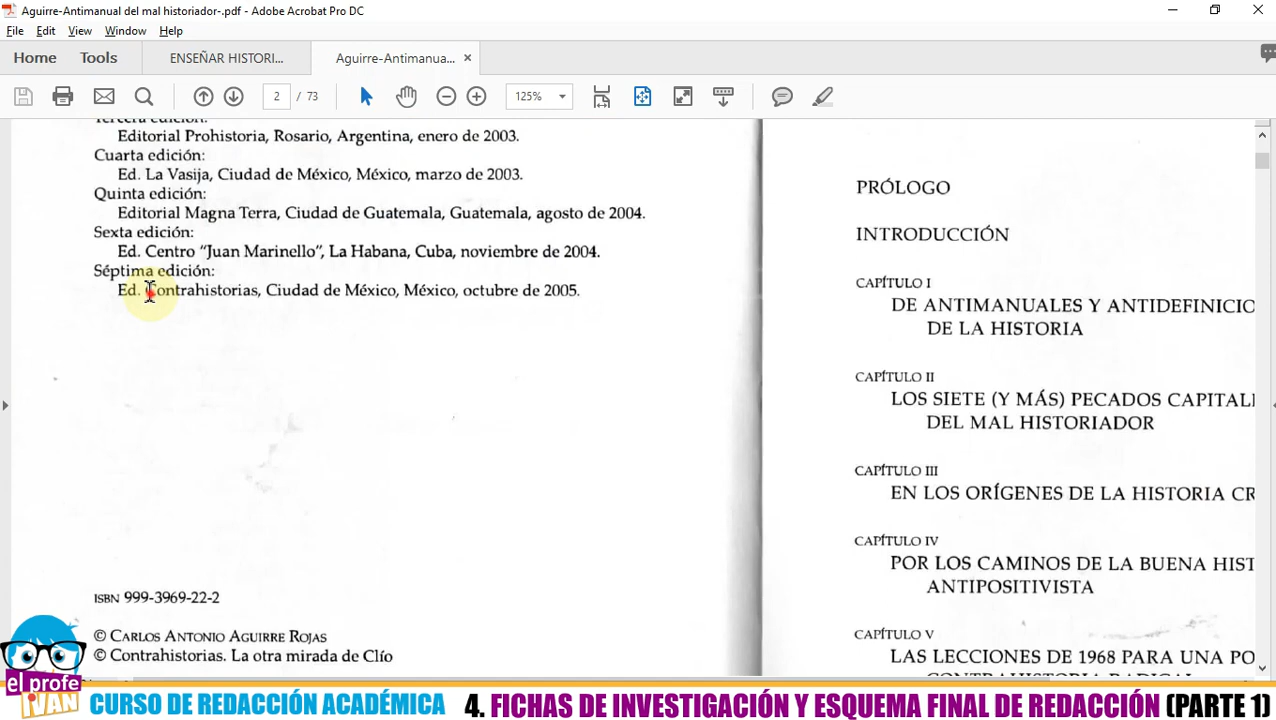 Aguirre-Antimanual del mal historiador-.pdf - Adobe Acrobat Pro DC
File Edit View Window Help
Home Tools ENSEÑAR HISTORI... Aguirre-Antimanua... ×
2 / 73 125%
Tercera edición:
Editorial Prohistoria, Rosario, Argentina, enero de 2003.
Cuarta edición:
Ed. La Vasija, Ciudad de México, México, marzo de 2003.
Quinta edición:
Editorial Magna Terra, Ciudad de Guatemala, Guatemala, agosto de 2004.
Sexta edición:
Ed. Centro “Juan Marinello”, La Habana, Cuba, noviembre de 2004.
Séptima edición:
Ed. Contrahistorias, Ciudad de México, México, octubre de 2005.
ISBN 999-3969-22-2
© CARLOS ANTONIO AGUIRRE ROJAS
© Contrahistorias. La otra mirada de Clío
PRÓLOGO
INTRODUCCIÓN
CAPÍTULO I
DE ANTIMANUALES Y ANTIDEFINICIO
DE LA HISTORIA
CAPÍTULO II
LOS SIETE (Y MÁS) PECADOS CAPITALI
DEL MAL HISTORIADOR
CAPÍTULO III
EN LOS ORÍGENES DE LA HISTORIA CR
CAPÍTULO IV
POR LOS CAMINOS DE LA BUENA HIST
ANTIPOSITIVISTA
CAPÍTULO V
LAS LECCIONES DE 1968 PARA UNA PO
CONTRAHISTORIA RADICAL
el profe
iVAN
CURSO DE REDACCIÓN ACADÉMICA 4. FICHAS DE INVESTIGACIÓN Y ESQUEMA FINAL DE REDACCIÓN (PARTE 1)